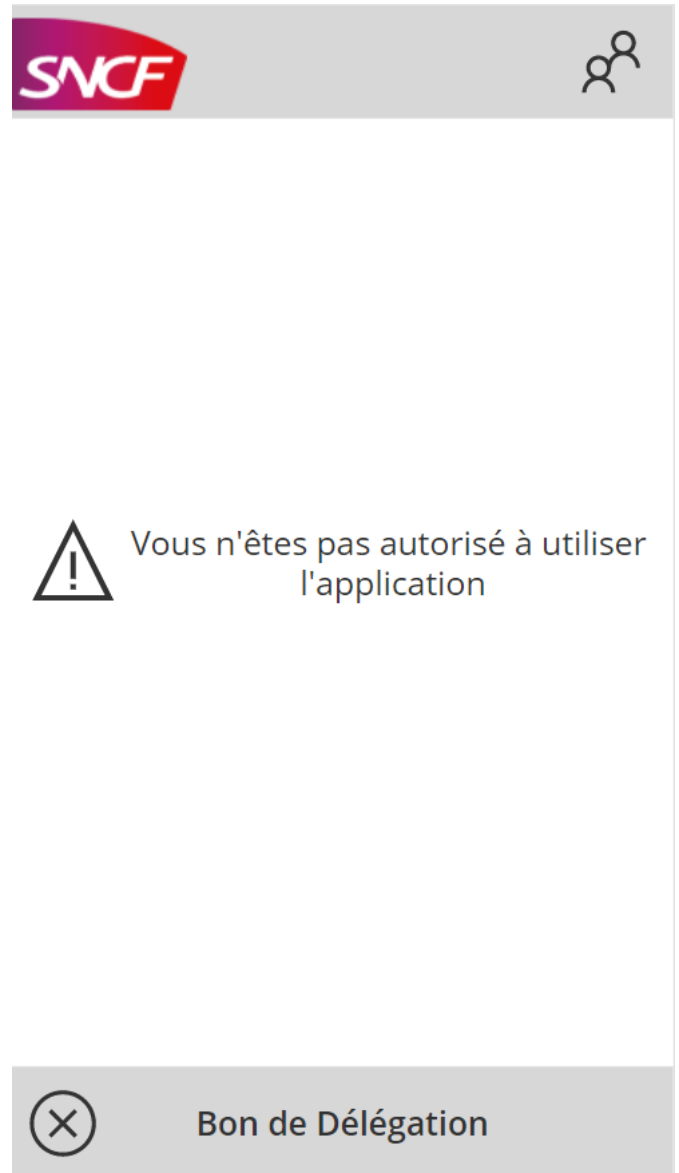 SNCF
Vous n'êtes pas autorisé à utiliser
l'application
Bon de Délégation